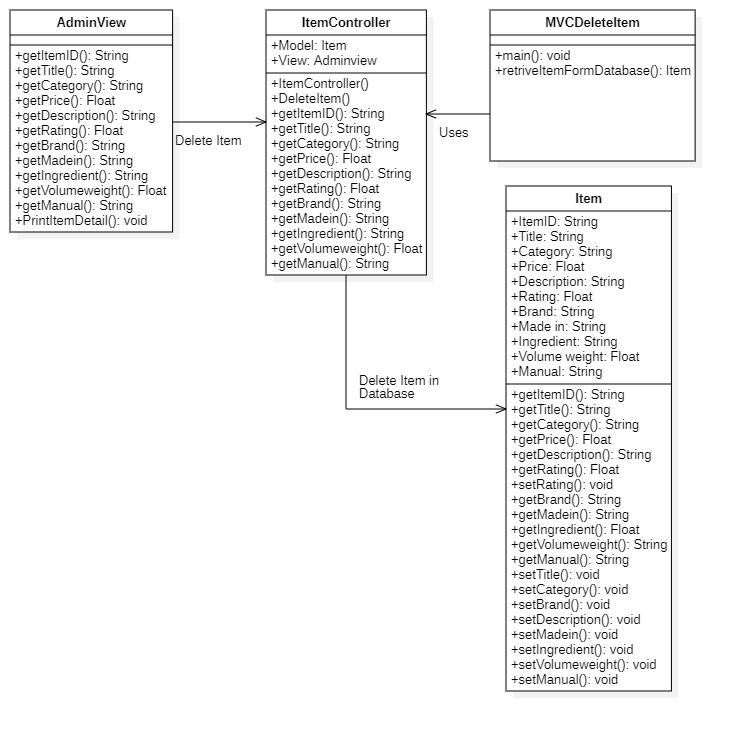 AdminView
+getItemID(): String
+getTitle(): String
+getCategory(): String
+getPrice(): Float
+getDescription(): String
+getRating(): Float
+getBrand(): String
+getMadein(): String
+getIngredient(): String
+getVolumeweight(): Float
+getManual(): String
+PrintItemDetail(): void
Delete Item
ItemController
+Model: Item
+View: Adminview
+ItemController()
+DeleteItem()
+getItemID(): String
+getTitle(): String
+getCategory(): String
+getPrice(): Float
+getDescription(): String
+getRating(): Float
+getBrand(): String
+getMadein(): String
+getIngredient(): String
+getVolumeweight(): Float
+getManual(): String
Uses
MVCDeleteItem
+main(): void
+retriveItemFormDatabase(): Item
Delete Item in
Database
Item
+ItemID: String
+Title: String
+Category: String
+Price: Float
+Description: String
+Rating: Float
+Brand: String
+Made in: String
+Ingredient: String
+Volume weight: Float
+Manual: String
+getItemID(): String
+getTitle(): String
+getCategory(): String
+getPrice(): Float
+getDescription(): String
+getRating(): Float
+setRating(): void
+getBrand(): String
+getMadein(): String
+getIngredient(): Float
+getVolumeweight(): String
+getManual(): String
+setTitle(): void
+setCategory(): void
+setBrand(): void
+setDescription(): void
+setMadein(): void
+setIngredient(): void
+setVolumeweight(): void
+setManual(): void